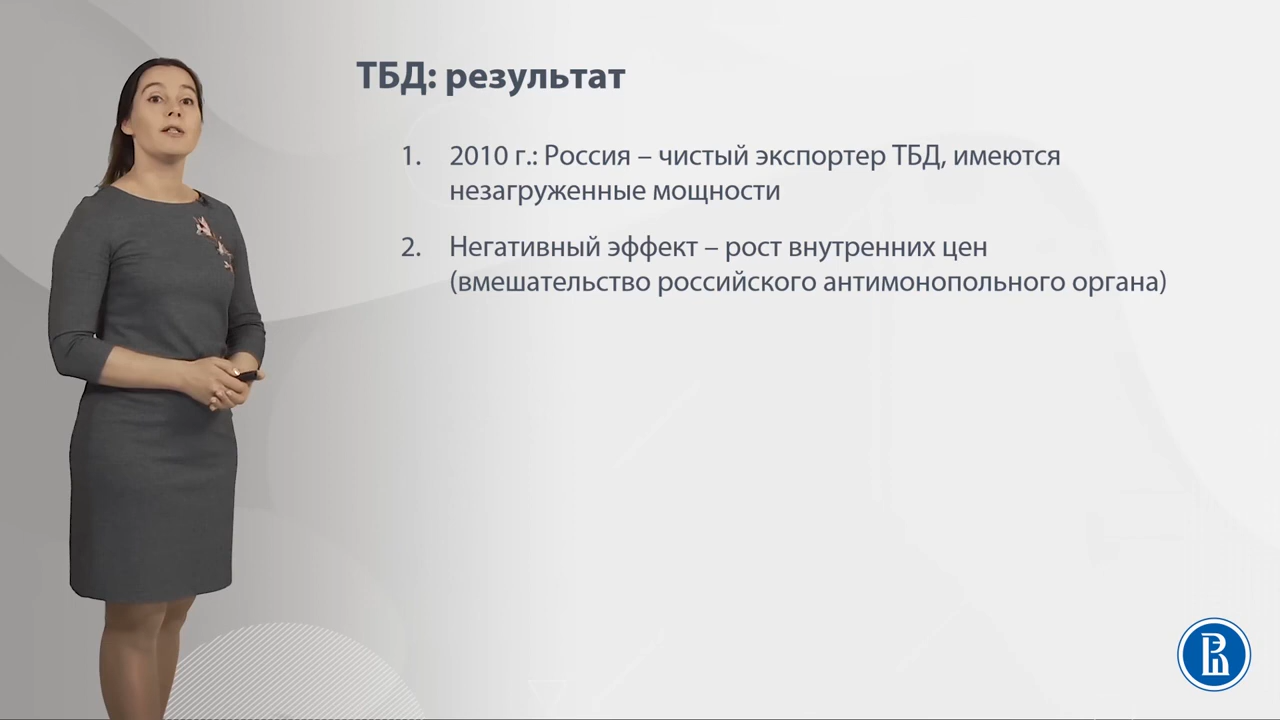 ТБД: результат
1. 2010 г.: Россия – чистый экспортер ТБД, имеются
незагруженные мощности
2. Негативный эффект – рост внутренних цен
(вмешательство российского антимонопольного органа)